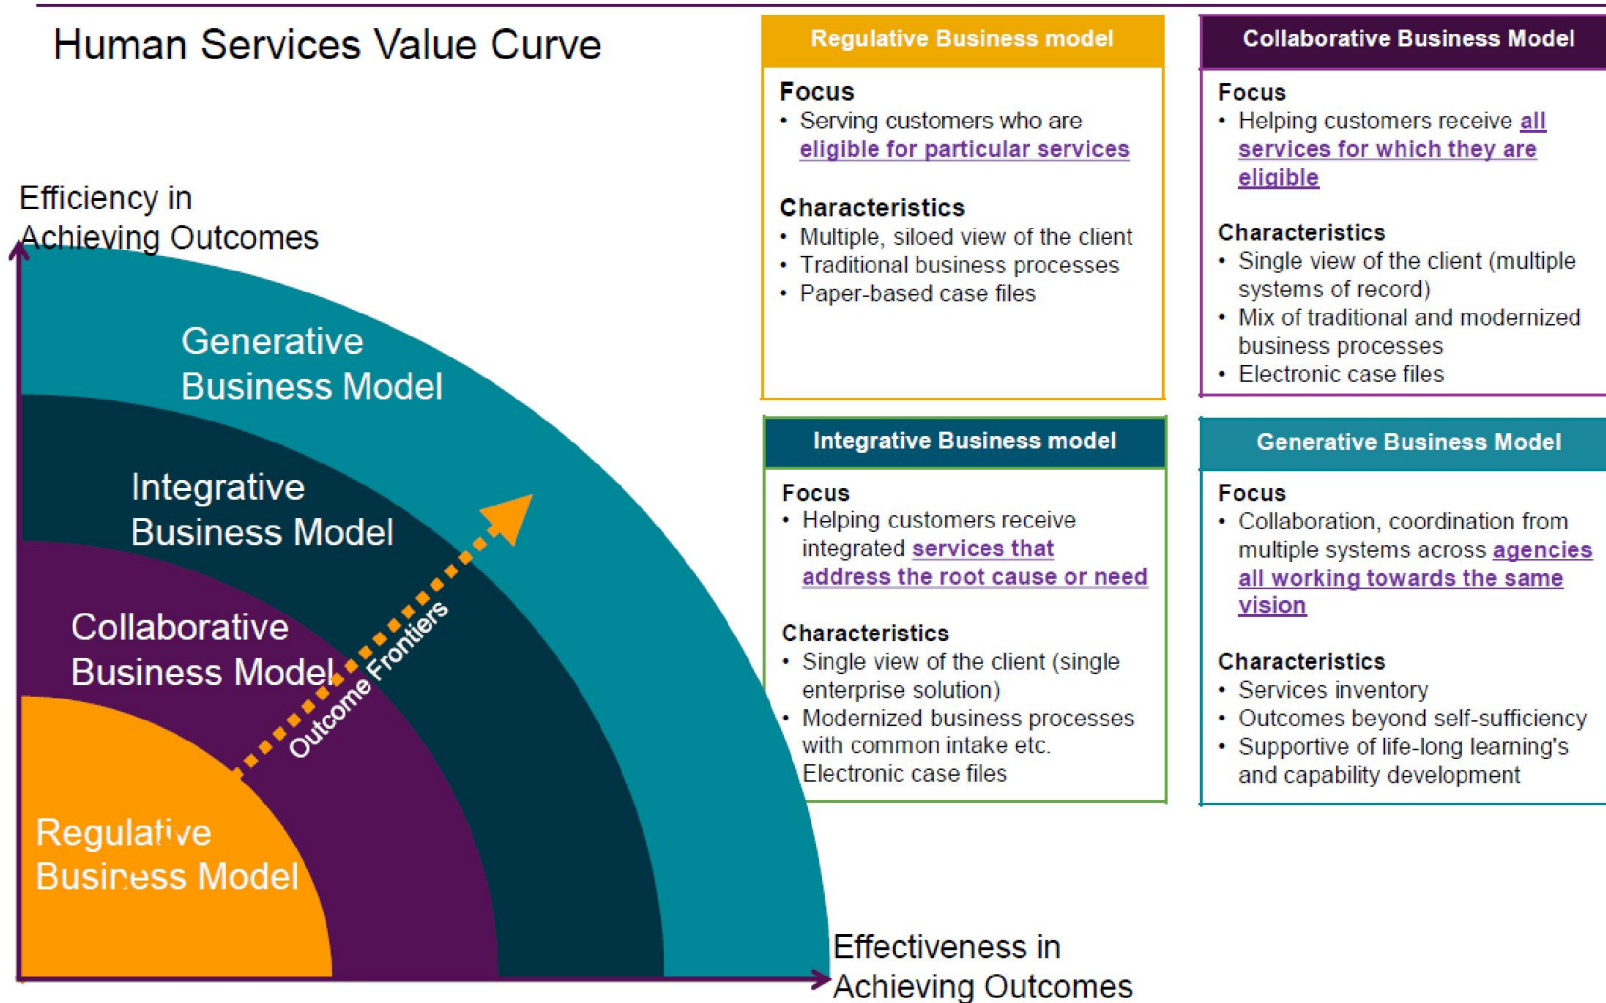 Human Services Value Curve
Efficiency in
Achieving Outcomes
Generative
Business Model
Integrative
Business Model
Collaborative
Business Model
Outcome Frontiers
Regulative
Business Model
Effectiveness in
Achieving Outcomes
Regulative Business model
Focus
• Serving customers who are
eligible for particular services
Characteristics
• Multiple, siloed view of the client
• Traditional business processes
• Paper-based case files
Collaborative Business Model
Focus
• Helping customers receive all
services for which they are
eligible
Characteristics
• Single view of the client (multiple
systems of record)
• Mix of traditional and modernized
business processes
• Electronic case files
Integrative Business model
Focus
• Helping customers receive
integrated services that
address the root cause or need
Characteristics
• Single view of the client (single
enterprise solution)
• Modernized business processes
with common intake etc.
Electronic case files
Generative Business Model
Focus
• Collaboration, coordination from
multiple systems across agencies
all working towards the same
vision
Characteristics
• Services inventory
• Outcomes beyond self-sufficiency
• Supportive of life-long learning's
and capability development